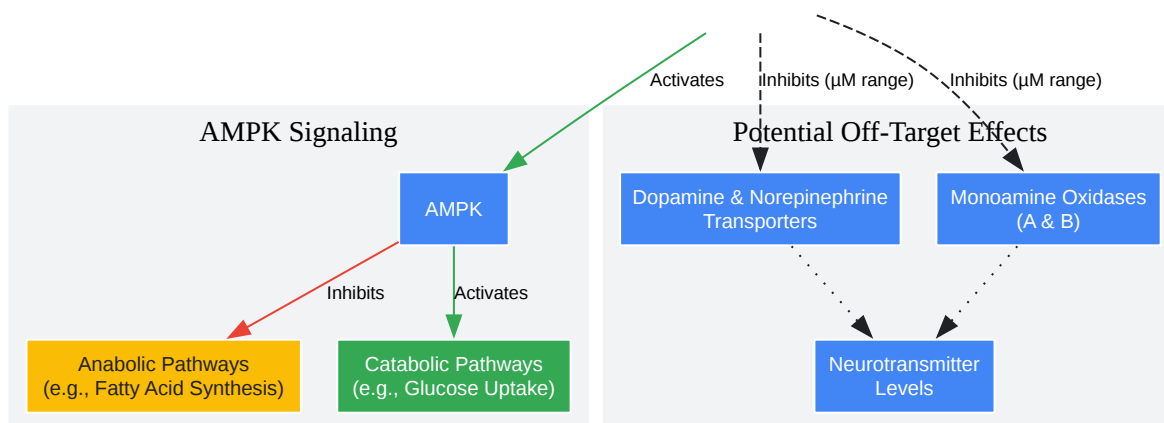 Activates
Inhibits (µM range)
Inhibits (µM range)
AMPK Signaling
Potential Off-Target Effects
AMPK
Dopamine & Norepinephrine
Transporters
Monoamine Oxidases
(A & B)
Inhibits
Activates
Anabolic Pathways
(e.g., Fatty Acid Synthesis)
Catabolic Pathways
(e.g., Glucose Uptake)
Neurotransmitter
Levels